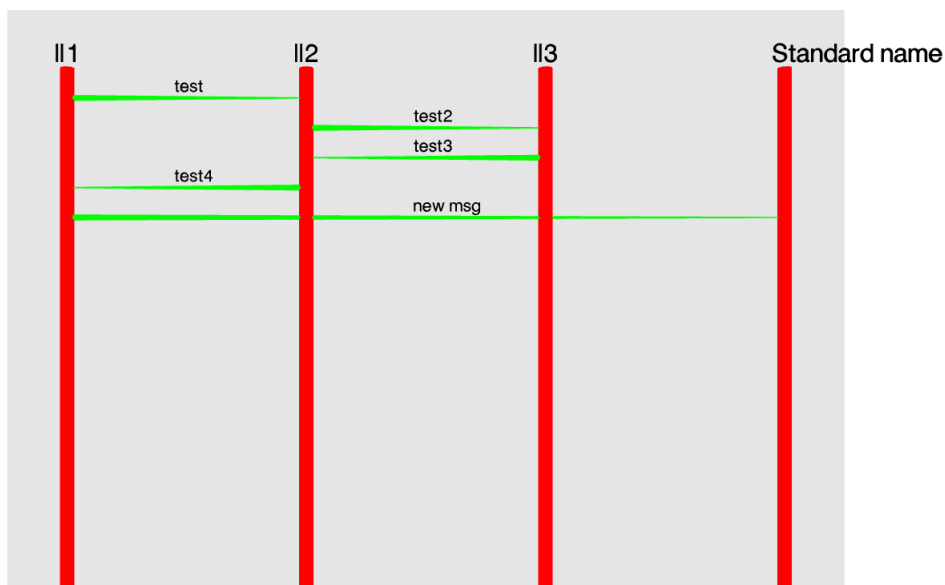 ll1 ll2 ll3 Standard name
test
test2
test3
test4
new msg